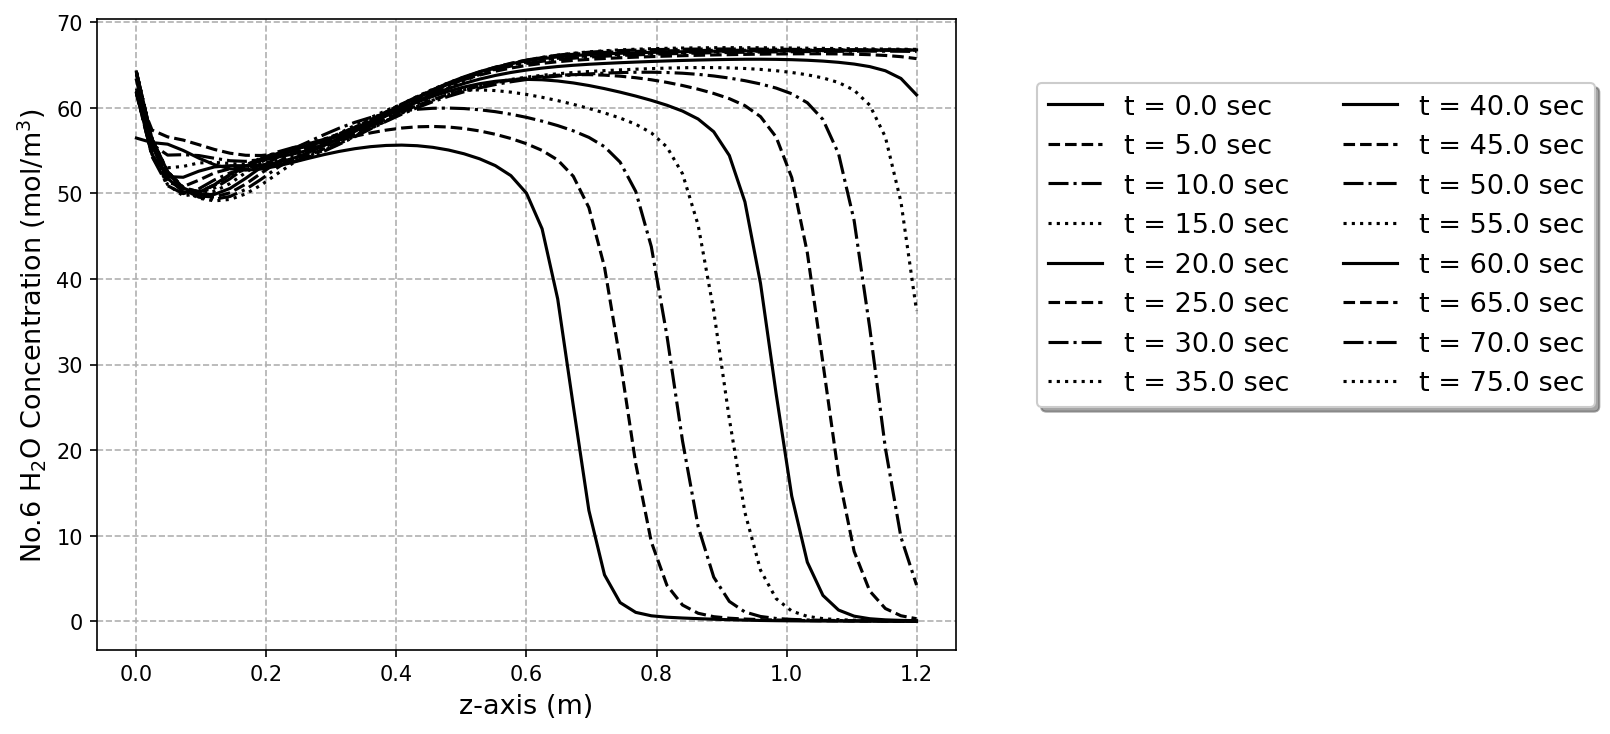 70
60
50
40
30
20
10
0
No.6 H₂O Concentration (mol/m³)
0.0 0.2 0.4 0.6 0.8 1.0 1.2
z-axis (m)
t = 0.0 sec
t = 5.0 sec
t = 10.0 sec
t = 15.0 sec
t = 20.0 sec
t = 25.0 sec
t = 30.0 sec
t = 35.0 sec
t = 40.0 sec
t = 45.0 sec
t = 50.0 sec
t = 55.0 sec
t = 60.0 sec
t = 65.0 sec
t = 70.0 sec
t = 75.0 sec